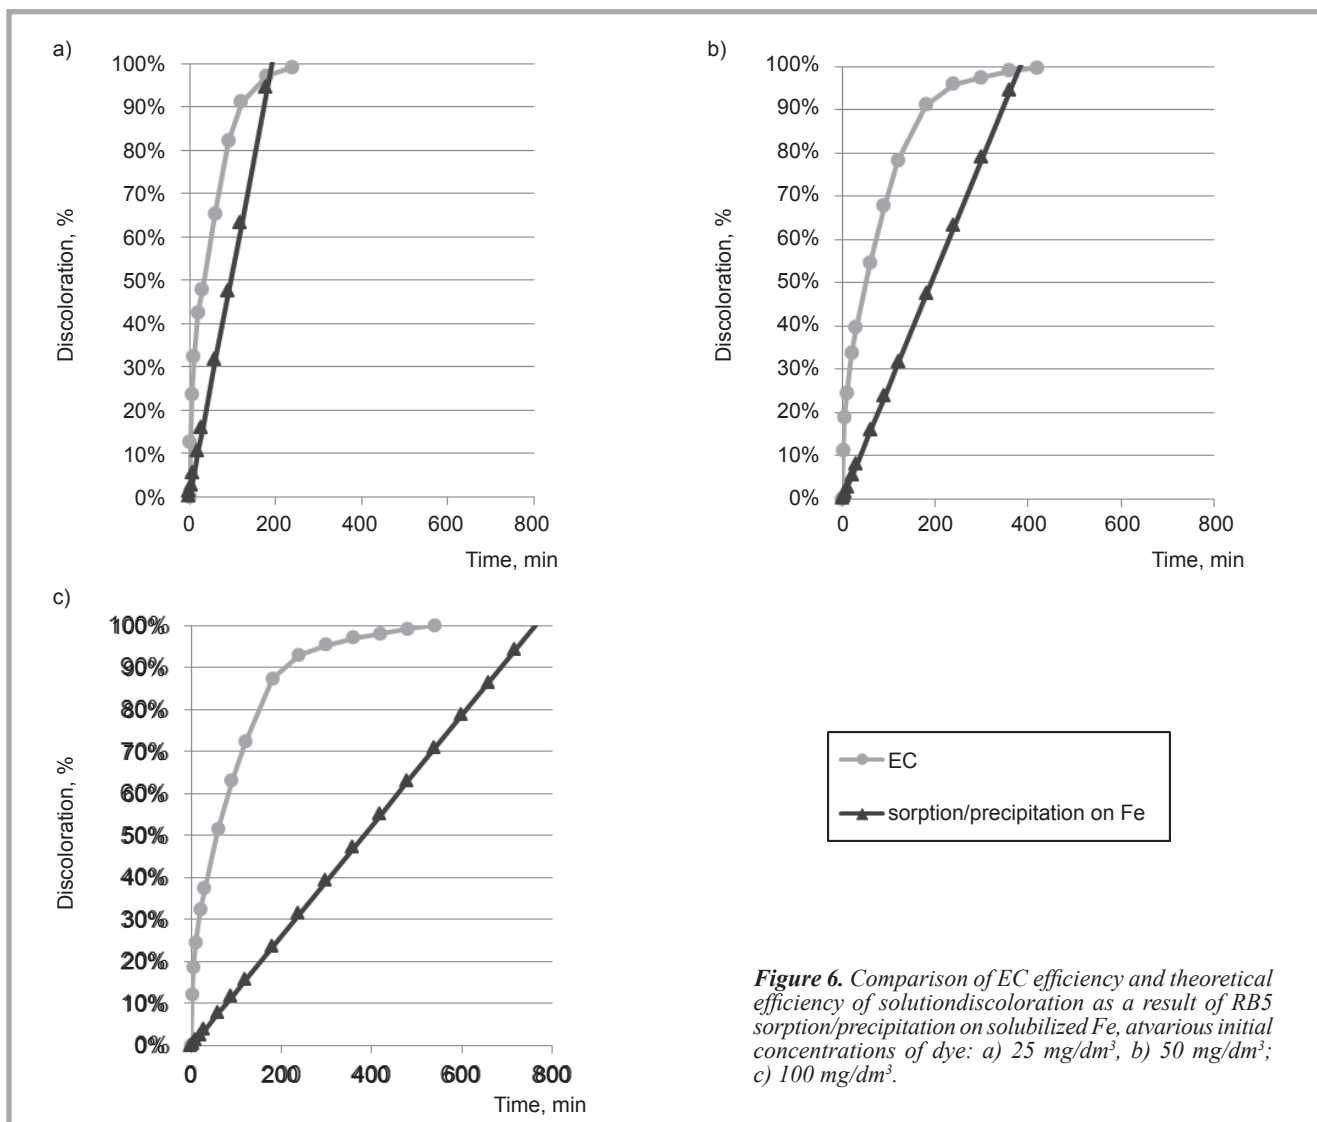 a)
100%
90%
80%
70%
60%
50%
40%
30%
20%
10%
0%
Discoloration, %
0 200 400 600 800
Time, min
b)
100%
90%
80%
70%
60%
50%
40%
30%
20%
10%
0%
Discoloration, %
0 200 400 600 800
Time, min
c)
100%
90%
80%
70%
60%
50%
40%
30%
20%
10%
0%
Discoloration, %
0 200 400 600 800
Time, min
EC
sorption/precipitation on Fe
Figure 6. Comparison of EC efficiency and theoretical
efficiency of solutiondiscoloration as a result of RB5
sorption/precipitation on solubilized Fe, atvarious initial
concentrations of dye: a) 25 mg/dm³, b) 50 mg/dm³;
c) 100 mg/dm³.